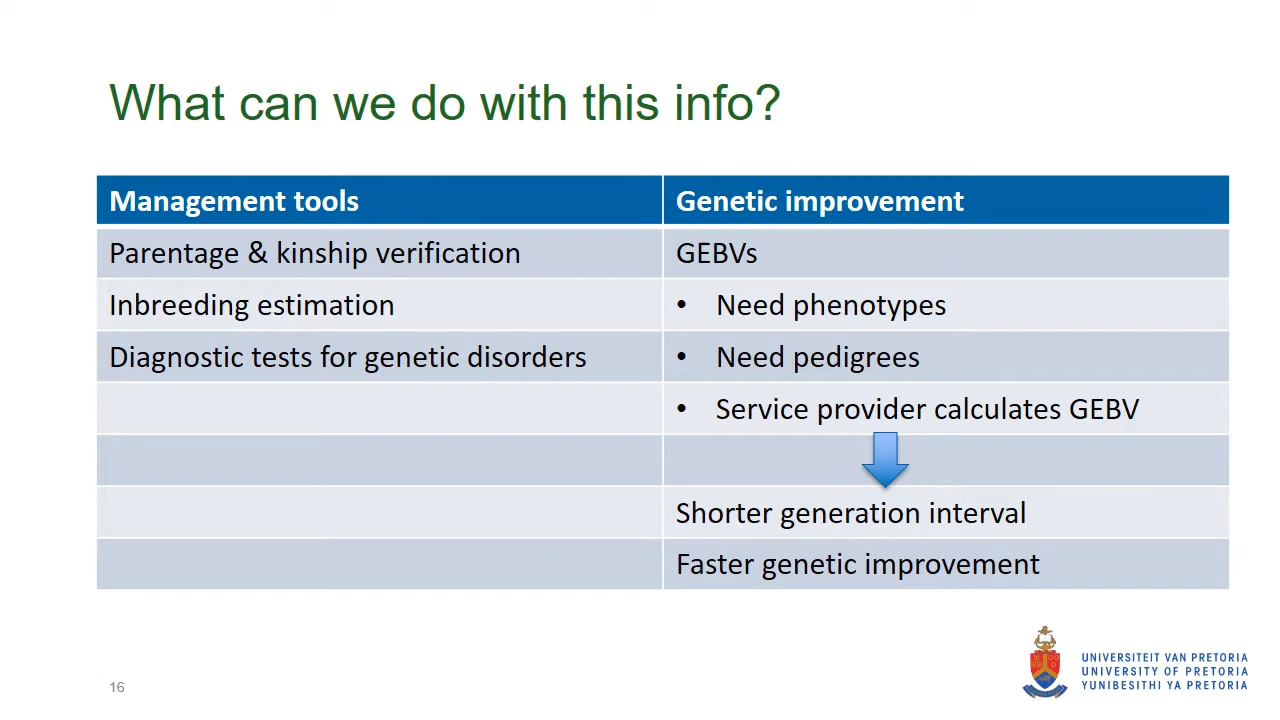 What can we do with this info?
Management tools
Genetic improvement
Parentage & kinship verification
GEBVs
Inbreeding estimation
• Need phenotypes
Diagnostic tests for genetic disorders
• Need pedigrees
• Service provider calculates GEBV
Shorter generation interval
Faster genetic improvement
16
UNIVERSITEIT VAN PRETORIA
UNIVERSITY OF PRETORIA
YUNIBESITHI YA PRETORIA